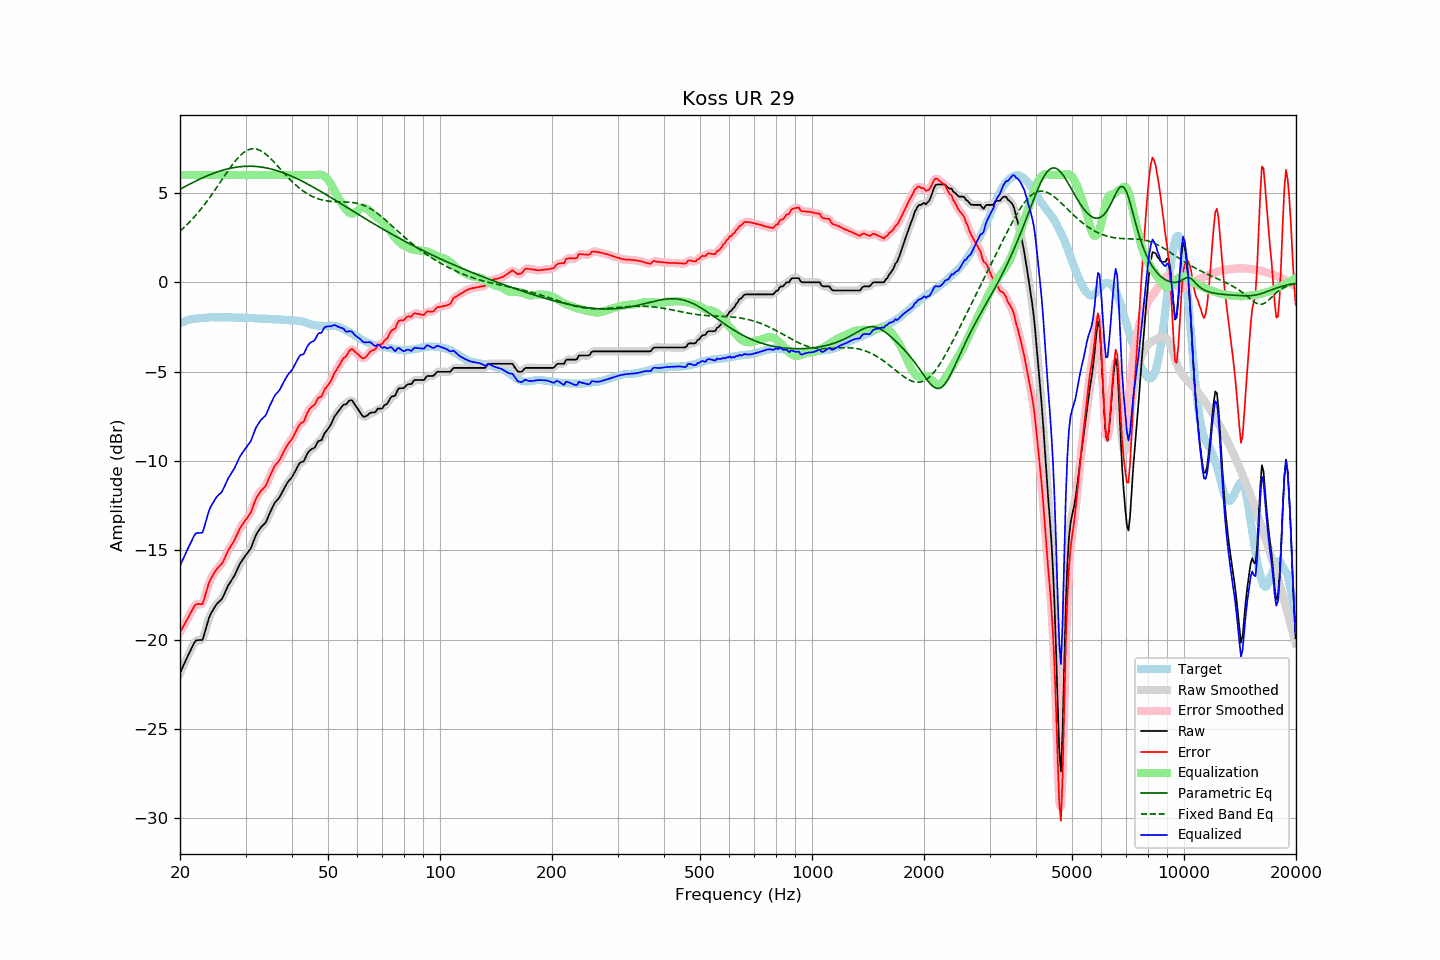 Koss UR 29
Amplitude (dBr)
5
0
−5
−10
−15
−20
−25
−30
20
50
100
200
500
1000
2000
5000
10000
20000
Frequency (Hz)
Target
Raw Smoothed
Error Smoothed
Raw
Error
Equalization
Parametric Eq
Fixed Band Eq
Equalized